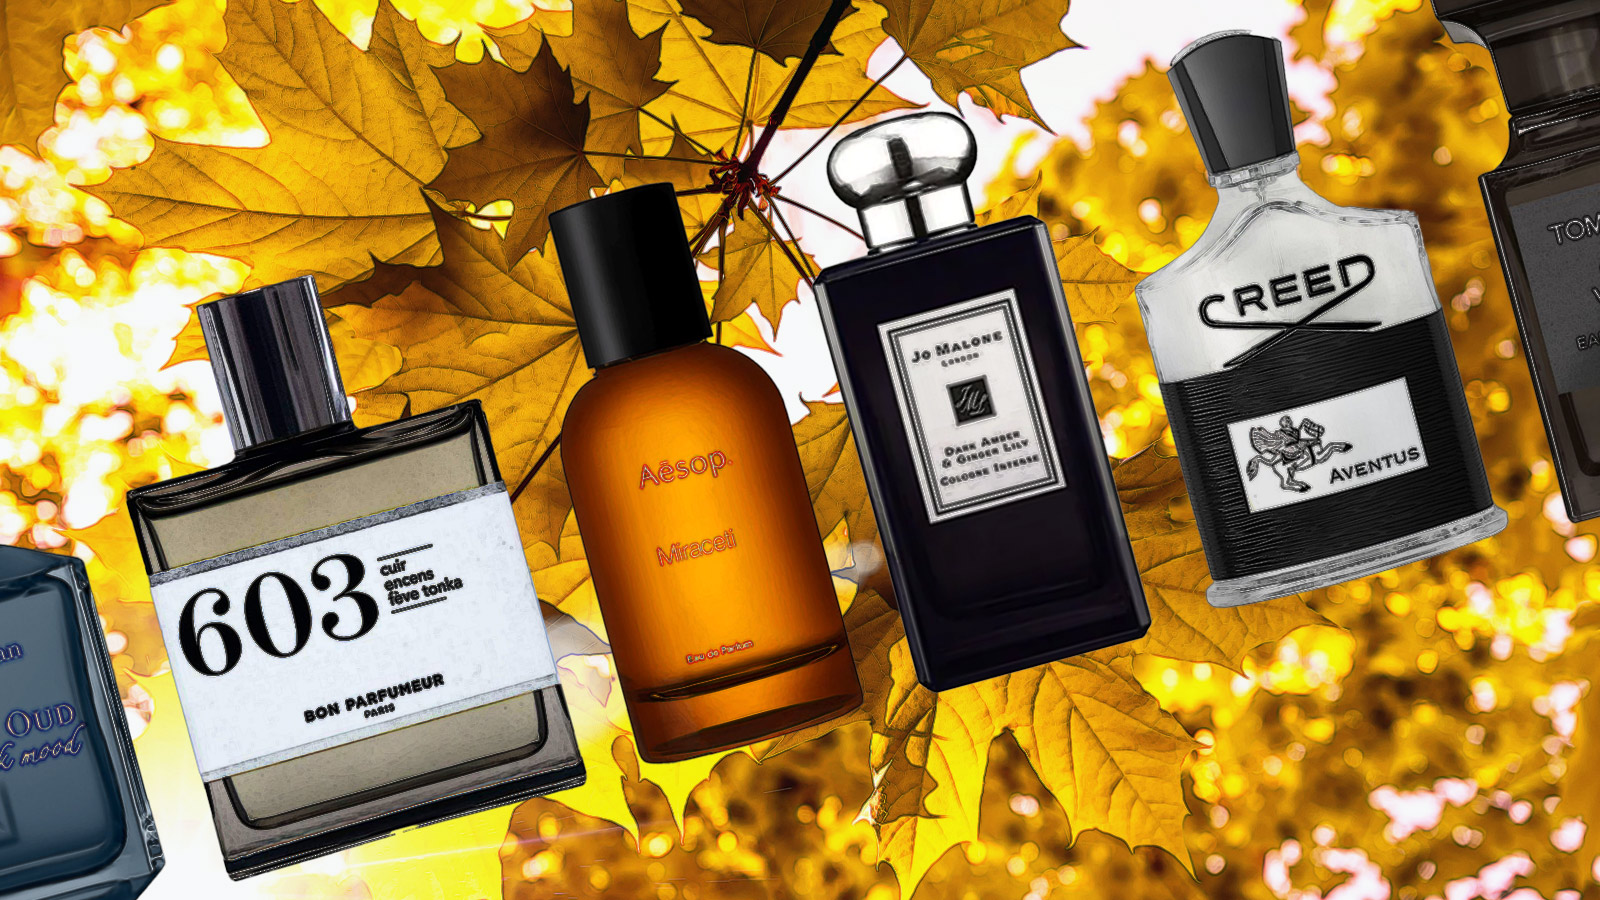 OUD
mood
603
cuir
encens
fève tonka
BON PARFUMEUR
PARIS
Aēsop.
Miraceti
Eau de Parfum
JO MALONE
LONDON
DARK AMBER
& GINGER LILY
COLOGNE INTENSE
CREED
AVENTUS
TOM